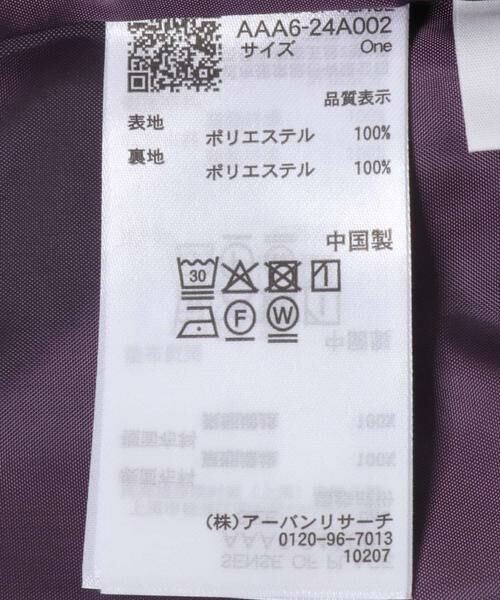 AAA6-24A002
サイズ One
品質表示
表地
ポリエステル 100%
裏地
ポリエステル 100%
中国製
30
F W
(株)アーバンリサーチ
0120-96-7013
10207